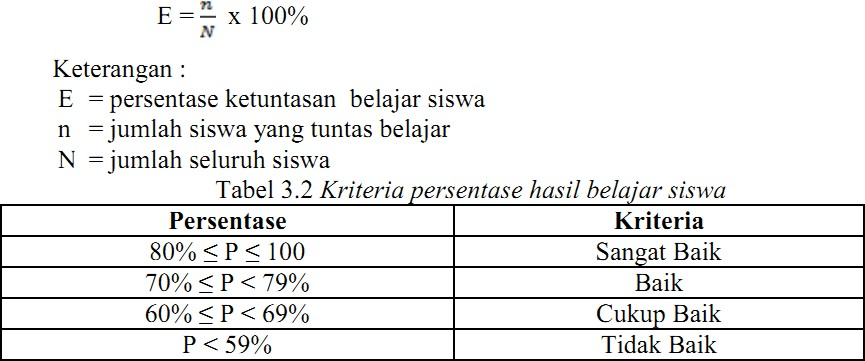 E = n/N x 100%
Keterangan :
E = persentase ketuntasan belajar siswa
n = jumlah siswa yang tuntas belajar
N = jumlah seluruh siswa
Tabel 3.2 Kriteria persentase hasil belajar siswa
Persentase Kriteria
80% ≤ P ≤ 100 Sangat Baik
70% ≤ P < 79% Baik
60% ≤ P < 69% Cukup Baik
P < 59% Tidak Baik